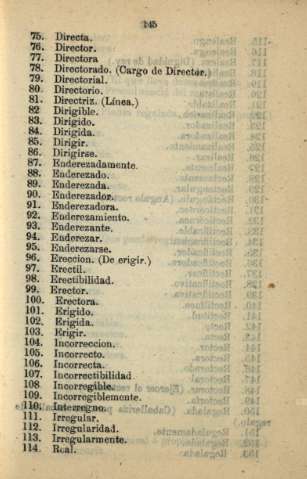 145
75. Directa.
76. Director.
77. Directora
78. Directorado. (Cargo de Director.)
79. Directorial.
80. Directorio.
81. Directriz. (Línea.)
82 Dirigible.
83. Dirigido.
84. Dirigida.
85. Dirigir.
86. Dirigirse.
87. Enderezadamente.
88. Enderezado.
89. Enderezada.
90. Enderezador.
91. Enderezadora.
92. Enderezamiento.
93. Enderezante.
94. Enderezar.
95. Enderezarse.
96. Ereccion. (De erigir.)
97. Erectil.
98. Erectibilidad.
99. Erector.
100. Erectora.
101. Erigido.
102. Erigida.
103. Erigir.
104. Incorreccion.
105. Incorrecto.
106. Incorrecta.
107. Incorrectibilidad
108 Incorregible.
109. Incorregiblemente.
110. Interregno.
111. Irregular.
112. Irregularidad.
113. Irregularmente.
114. Real.